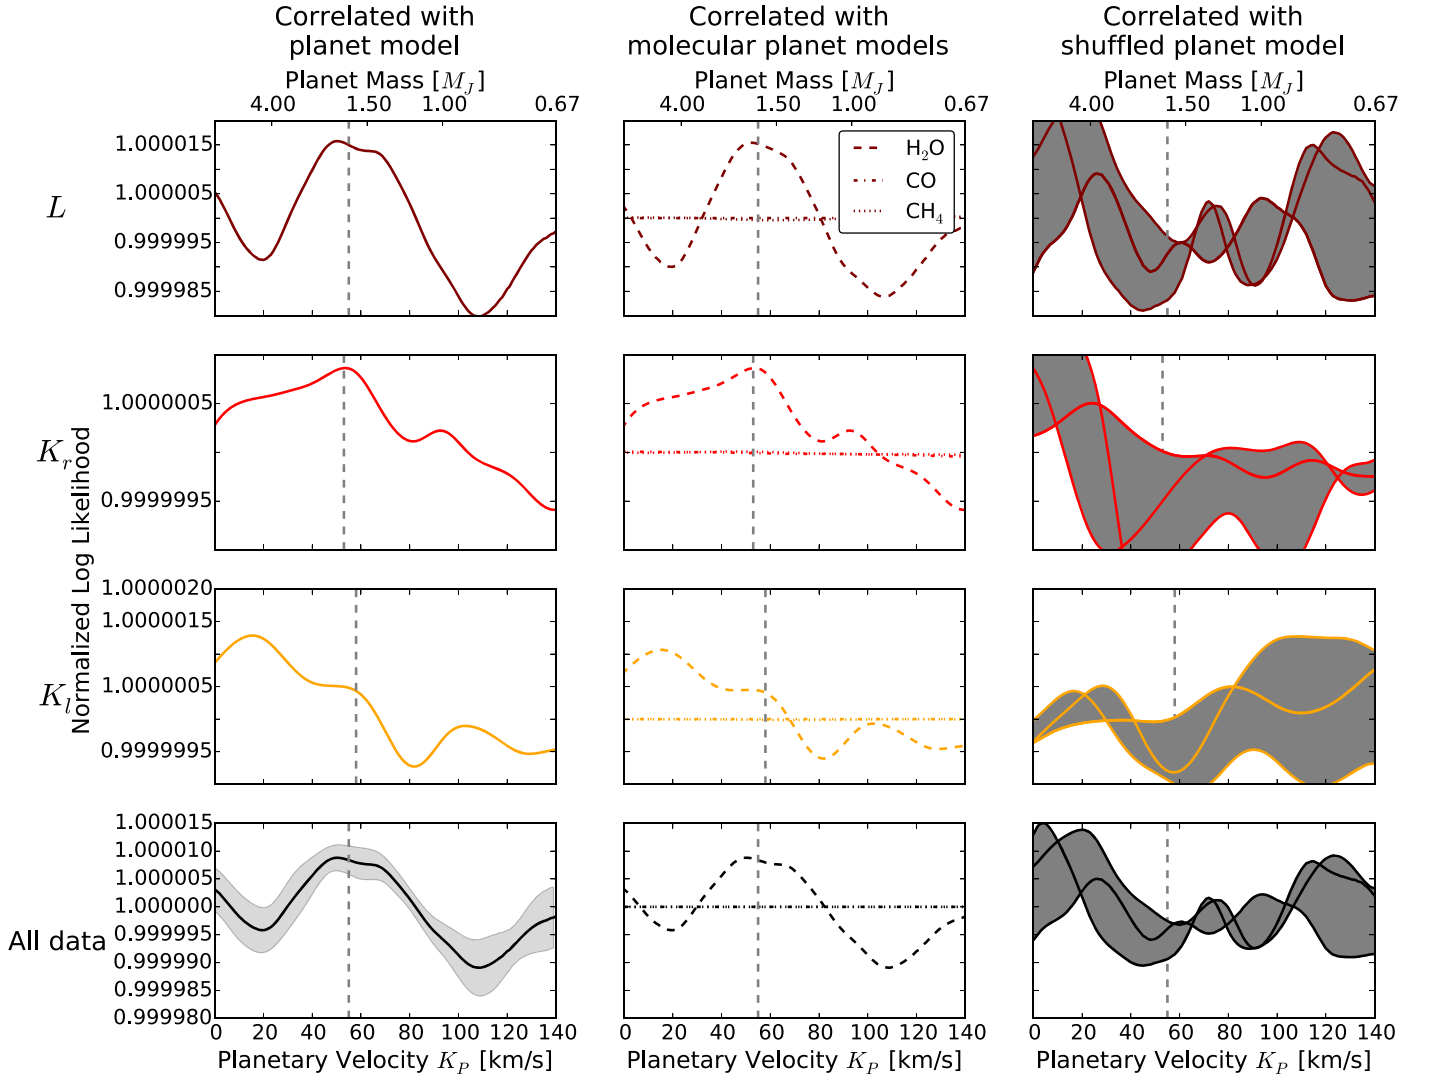 Correlated with
planet model
Correlated with
molecular planet models
Correlated with
shuffled planet model
Planet Mass [M_J]
Planet Mass [M_J]
Planet Mass [M_J]
4.00 1.50 1.00 0.67
4.00 1.50 1.00 0.67
4.00 1.50 1.00 0.67
L
1.000015
1.000005
0.999995
0.999985
H₂O
CO
CH₄
K_r
1.0000005
0.9999995
Normalized Log Likelihood
K_l
1.0000020
1.0000015
1.0000005
0.9999995
All data
1.000015
1.000010
1.000005
1.000000
0.999995
0.999990
0.999985
0.999980
0 20 40 60 80 100 120 140
0 20 40 60 80 100 120 140
0 20 40 60 80 100 120 140
Planetary Velocity K_P [km/s]
Planetary Velocity K_P [km/s]
Planetary Velocity K_P [km/s]